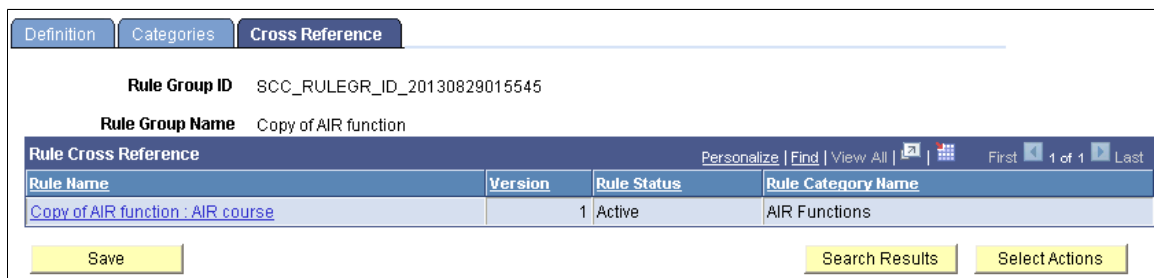 Definition Categories Cross Reference
Rule Group ID SCC_RULEGR_ID_20130829015545
Rule Group Name Copy of AIR function
Rule Cross Reference Personalize | Find | View All | | First 1 of 1 Last
Rule Name Version Rule Status Rule Category Name
Copy of AIR function : AIR course 1 Active AIR Functions
Save Search Results Select Actions